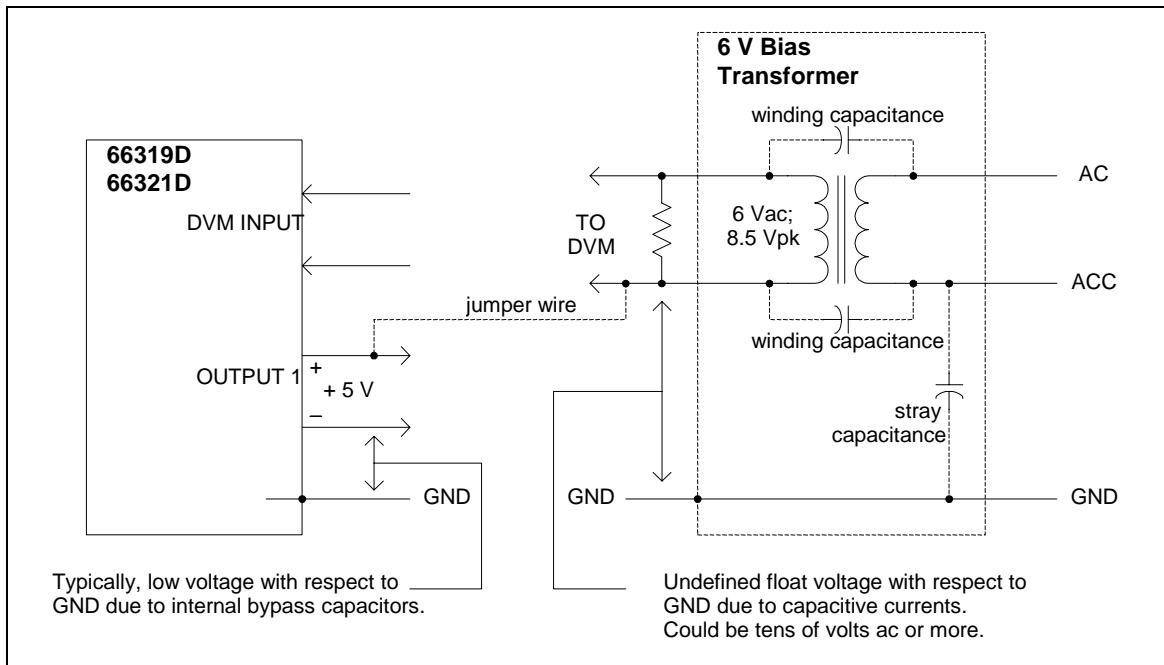 6 V Bias
Transformer
winding capacitance
66319D
66321D
DVM INPUT
TO
DVM
6 Vac;
8.5 Vpk
AC
ACC
jumper wire
winding capacitance
OUTPUT 1
+
+ 5 V
–
stray
capacitance
GND
GND
GND
Typically, low voltage with respect to
GND due to internal bypass capacitors.
Undefined float voltage with respect to
GND due to capacitive currents.
Could be tens of volts ac or more.